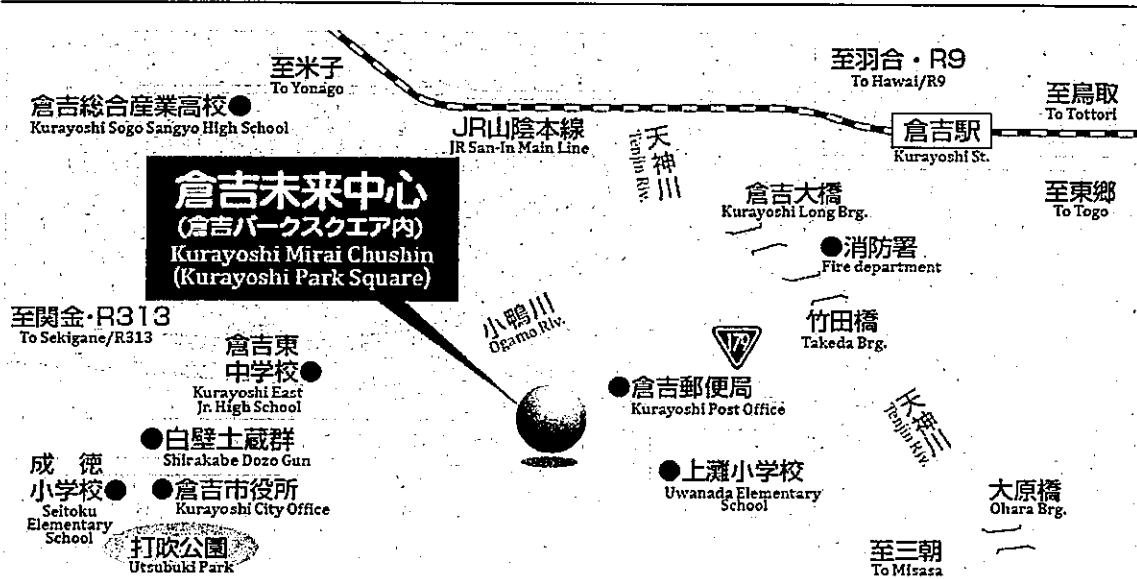 至米子
To Yonago
至羽合・R9
To Hawai/R9
至鳥取
To Tottori
倉吉総合産業高校
Kurayoshi Sogo Sangyo High School
JR山陰本線
JR San-In Main Line
天神川
Tenjin Riv.
倉吉駅
Kurayoshi St.
倉吉未来中心
(倉吉パークスクエア内)
Kurayoshi Mirai Chushin
(Kurayoshi Park Square)
倉吉大橋
Kurayoshi Long Brg.
至東郷
To Togo
消防署
Fire department
至関金・R313
To Sekigane/R313
小鴨川
Ogamo Riv.
竹田橋
Takeda Brg.
179
倉吉東
中学校
Kurayoshi East
Jr. High School
倉吉郵便局
Kurayoshi Post Office
天神川
Tenjin Riv.
白壁土蔵群
Shirakabe Dozo Gun
成 徳
小学校
Seitoku
Elementary
School
倉吉市役所
Kurayoshi City Office
上灘小学校
Uwanada Elementary
School
大原橋
Ohara Brg.
打吹公園
Utsubuki Park
至三朝
To Misasa